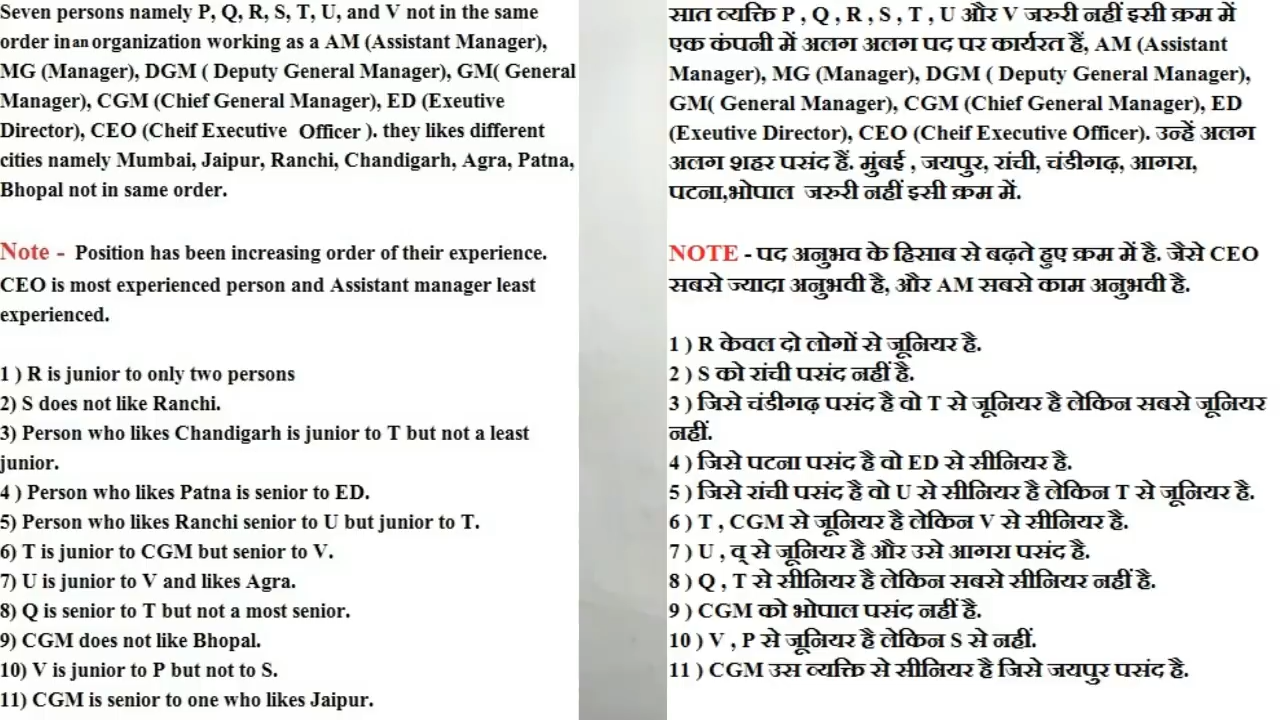 Seven persons namely P, Q, R, S, T, U, and V not in the same
order in an organization working as a AM (Assistant Manager),
MG (Manager), DGM ( Deputy General Manager), GM( General
Manager), CGM (Chief General Manager), ED (Exeutive
Director), CEO (Cheif Executive Officer ). they likes different
cities namely Mumbai, Jaipur, Ranchi, Chandigarh, Agra, Patna,
Bhopal not in same order.
Note - Position has been increasing order of their experience.
CEO is most experienced person and Assistant manager least
experienced.
1 ) R is junior to only two persons
2) S does not like Ranchi.
3) Person who likes Chandigarh is junior to T but not a least
junior.
4 ) Person who likes Patna is senior to ED.
5) Person who likes Ranchi senior to U but junior to T.
6) T is junior to CGM but senior to V.
7) U is junior to V and likes Agra.
8) Q is senior to T but not a most senior.
9) CGM does not like Bhopal.
10) V is junior to P but not to S.
11) CGM is senior to one who likes Jaipur.
सात व्यक्ति P , Q , R , S , T , U और V जरुरी नहीं इसी क्रम में
एक कंपनी में अलग अलग पद पर कार्यरत हैं, AM (Assistant
Manager), MG (Manager), DGM ( Deputy General Manager),
GM( General Manager), CGM (Chief General Manager), ED
(Exeutive Director), CEO (Cheif Executive Officer). उन्हें अलग
अलग शहर पसंद हैं. मुंबई , जयपुर, रांची, चंडीगढ़, आगरा,
पटना,भोपाल जरुरी नहीं इसी क्रम में.
NOTE - पद अनुभव के हिसाब से बढ़ते हुए क्रम में है. जैसे CEO
सबसे ज्यादा अनुभवी है, और AM सबसे काम अनुभवी है.
1 ) R केवल दो लोगों से जूनियर है.
2 ) S को रांची पसंद नहीं है.
3 ) जिसे चंडीगढ़ पसंद है वो T से जूनियर है लेकिन सबसे जूनियर
नहीं.
4 ) जिसे पटना पसंद है वो ED से सीनियर है.
5 ) जिसे रांची पसंद है वो U से सीनियर है लेकिन T से जूनियर है.
6 ) T , CGM से जूनियर है लेकिन V से सीनियर है.
7 ) U , व् से जूनियर है और उसे आगरा पसंद है.
8 ) Q , T से सीनियर है लेकिन सबसे सीनियर नहीं है.
9 ) CGM को भोपाल पसंद नहीं है.
10 ) V , P से जूनियर है लेकिन S से नहीं.
11 ) CGM उस व्यक्ति से सीनियर है जिसे जयपुर पसंद है.